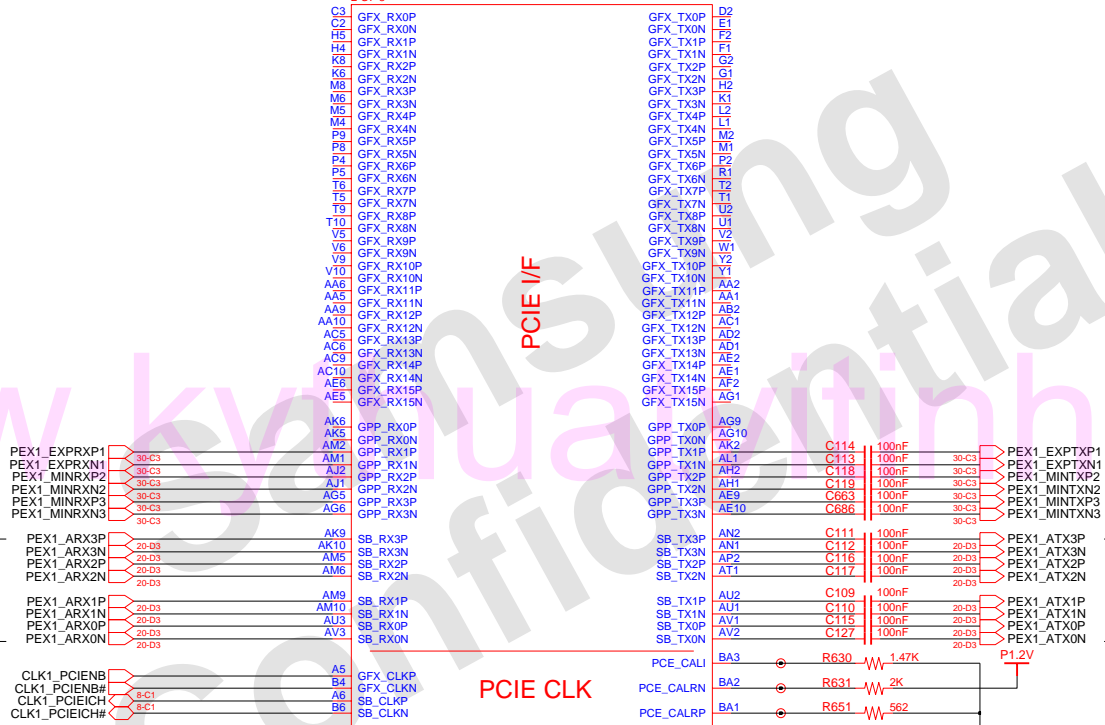 C3 GFX_RX0P GFX_TX0P D2
C2 GFX_RX0N GFX_TX0N E1
H5 GFX_RX1P GFX_TX1P F2
H4 GFX_RX1N GFX_TX1N F1
K8 GFX_RX2P GFX_TX2P G2
K6 GFX_RX2N GFX_TX2N G1
M8 GFX_RX3P GFX_TX3P H2
M6 GFX_RX3N GFX_TX3N K1
M5 GFX_RX4P GFX_TX4P L2
M4 GFX_RX4N GFX_TX4N L1
P9 GFX_RX5P GFX_TX5P M2
P8 GFX_RX5N GFX_TX5N M1
P4 GFX_RX6P GFX_TX6P P2
P5 GFX_RX6N GFX_TX6N R1
T6 GFX_RX7P GFX_TX7P T2
T5 GFX_RX7N GFX_TX7N T1
T9 GFX_RX8P GFX_TX8P U2
T10 GFX_RX8N GFX_TX8N U1
V5 GFX_RX9P GFX_TX9P V2
V6 GFX_RX9N GFX_TX9N W1
V9 GFX_RX10P GFX_TX10P Y2
V10 GFX_RX10N GFX_TX10N Y1
AA6 GFX_RX11P GFX_TX11P AA2
AA5 GFX_RX11N GFX_TX11N AA1
AA9 GFX_RX12P GFX_TX12P AB2
AA10 GFX_RX12N GFX_TX12N AC1
AC5 GFX_RX13P GFX_TX13P AD2
AC6 GFX_RX13N GFX_TX13N AD1
AC9 GFX_RX14P GFX_TX14P AE2
AC10 GFX_RX14N GFX_TX14N AE1
AE6 GFX_RX15P GFX_TX15P AF2
AE5 GFX_RX15N GFX_TX15N AG1
PCIE I/F
AK6 GPP_RX0P GPP_TX0P AG9
AK5 GPP_RX0N GPP_TX0N AG10
PEX1_EXPRXP1 30-C3 AM2 GPP_RX1P GPP_TX1P AK2 C114 100nF 30-C3 PEX1_EXPTXP1
PEX1_EXPRXN1 30-C3 AM1 GPP_RX1N GPP_TX1N AL1 C113 100nF 30-C3 PEX1_EXPTXN1
PEX1_MINRXP2 30-C3 AJ2 GPP_RX2P GPP_TX2P AH2 C118 100nF 30-C3 PEX1_MINTXP2
PEX1_MINRXN2 30-C3 AJ1 GPP_RX2N GPP_TX2N AH1 C119 100nF 30-C3 PEX1_MINTXN2
PEX1_MINRXP3 30-C3 AG5 GPP_RX3P GPP_TX3P AE9 C663 100nF 30-C3 PEX1_MINTXP3
PEX1_MINRXN3 30-C3 AG6 GPP_RX3N GPP_TX3N AE10 C686 100nF 30-C3 PEX1_MINTXN3
PEX1_ARX3P 20-D3 AK9 SB_RX3P SB_TX3P AN2 C111 100nF 20-D3 PEX1_ATX3P
PEX1_ARX3N 20-D3 AK10 SB_RX3N SB_TX3N AN1 C112 100nF 20-D3 PEX1_ATX3N
PEX1_ARX2P 20-D3 AM5 SB_RX2P SB_TX2P AP2 C116 100nF 20-D3 PEX1_ATX2P
PEX1_ARX2N 20-D3 AM6 SB_RX2N SB_TX2N AT1 C117 100nF 20-D3 PEX1_ATX2N
PEX1_ARX1P 20-D3 AM9 SB_RX1P SB_TX1P AU2 C109 100nF 20-D3 PEX1_ATX1P
PEX1_ARX1N 20-D3 AM10 SB_RX1N SB_TX1N AU1 C110 100nF 20-D3 PEX1_ATX1N
PEX1_ARX0P 20-D3 AU3 SB_RX0P SB_TX0P AV1 C115 100nF 20-D3 PEX1_ATX0P
PEX1_ARX0N 20-D3 AV3 SB_RX0N SB_TX0N AV2 C127 100nF 20-D3 PEX1_ATX0N
P1.2V
CLK1_PCIENB A5 GFX_CLKP PCE_CALI BA3 R630 1.47K
CLK1_PCIENB# B4 GFX_CLKN PCE_CALRN BA2 R631 2K
CLK1_PCIEICH 8-C1 A6 SB_CLKP
CLK1_PCIEICH# 8-C1 B6 SB_CLKN PCE_CALRP BA1 R651 562
PCIE CLK
Samsung
Confidential
w.kythuatvitinh